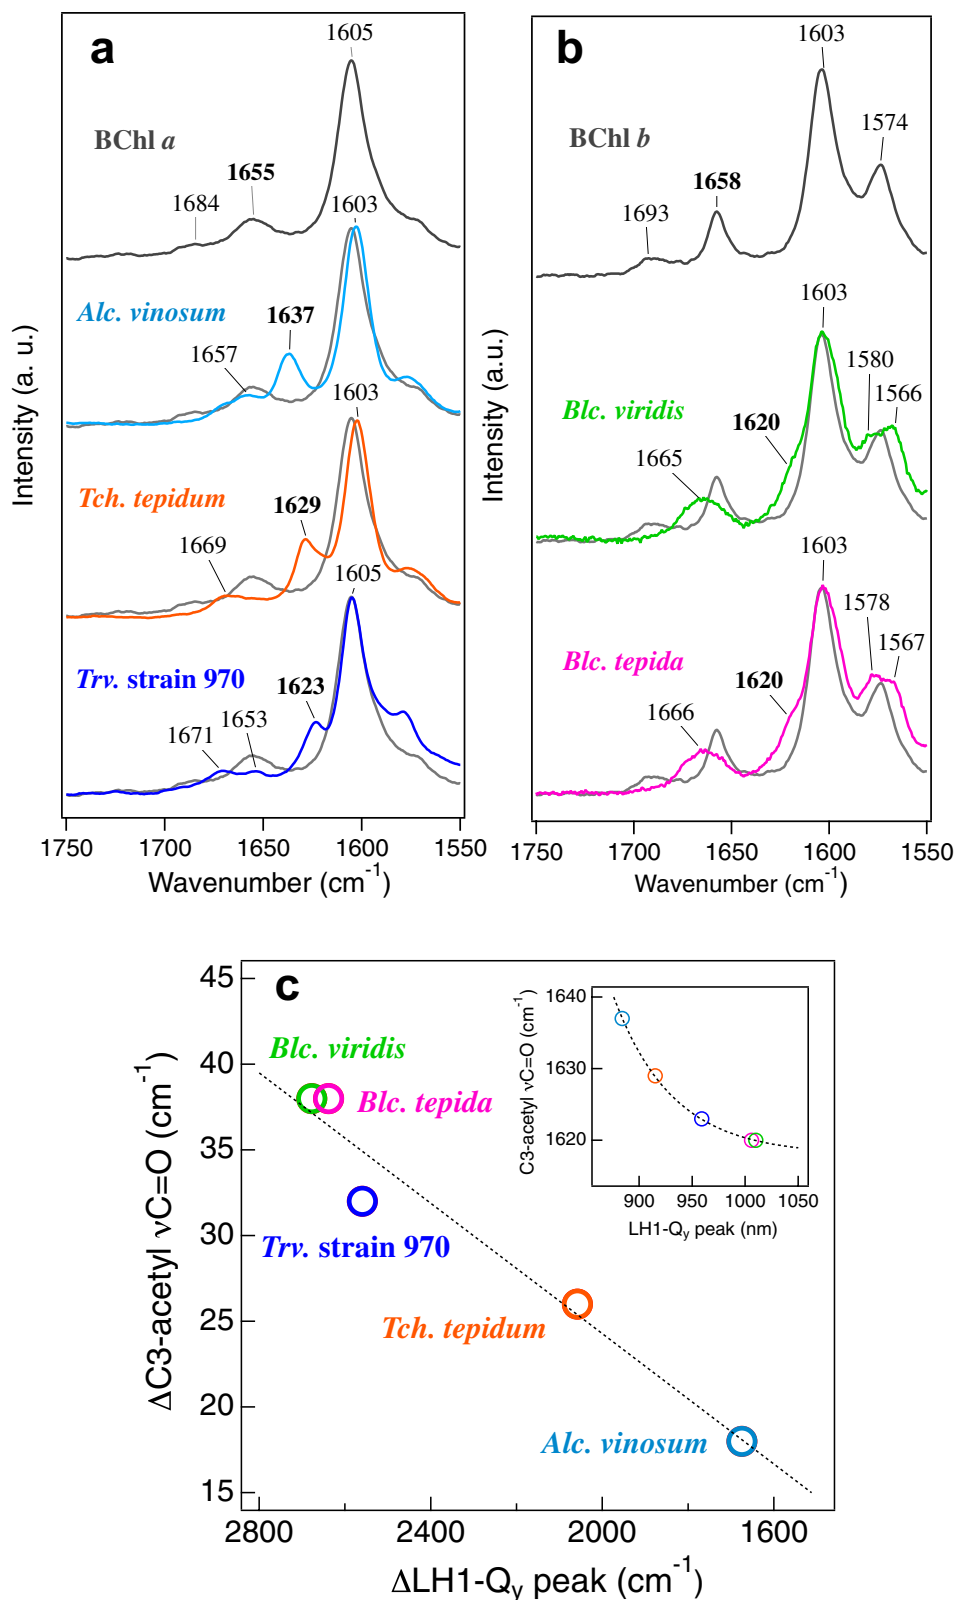 a
1605
BChl a
1655
1684
1603
Alc. vinosum
1637
1657
1603
Tch. tepidum
1629
1669
1605
Trv. strain 970
1623
1653
1671
1750 1700 1650 1600 1550
Wavenumber (cm-1)
Intensity (a. u.)
b
1603
1574
BChl b
1658
1693
1603
1580
1566
Blc. viridis
1620
1665
1603
1578
1567
Blc. tepida
1620
1666
1750 1700 1650 1600 1550
Wavenumber (cm-1)
Intensity (a.u.)
c
45
40
35
30
25
20
15
ΔC3-acetyl νC=O (cm-1)
Blc. viridis
Blc. tepida
Trv. strain 970
Tch. tepidum
Alc. vinosum
2800 2400 2000 1600
ΔLH1-Qy peak (cm-1)
1640
1630
1620
C3-acetyl νC=O (cm-1)
900 950 1000 1050
LH1-Qy peak (nm)